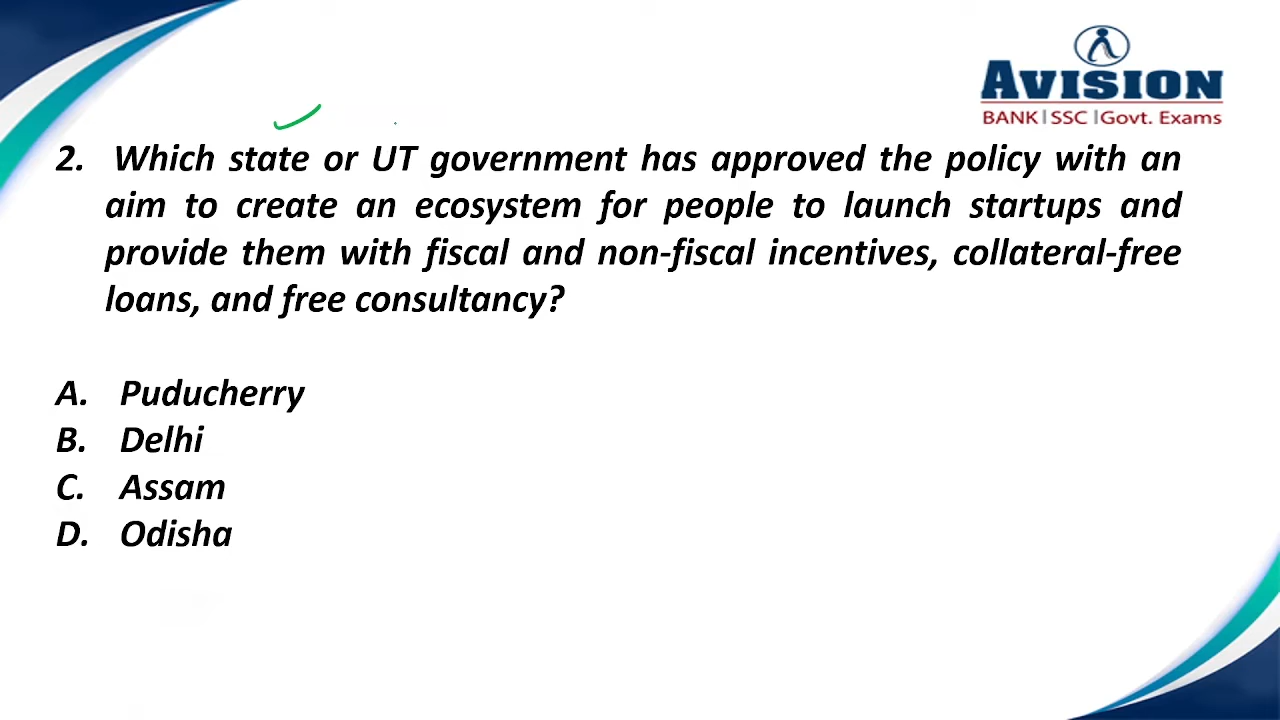 AVISION
BANK|SSC|Govt. Exams
2. Which state or UT government has approved the policy with an
aim to create an ecosystem for people to launch startups and
provide them with fiscal and non-fiscal incentives, collateral-free
loans, and free consultancy?
A. Puducherry
B. Delhi
C. Assam
D. Odisha